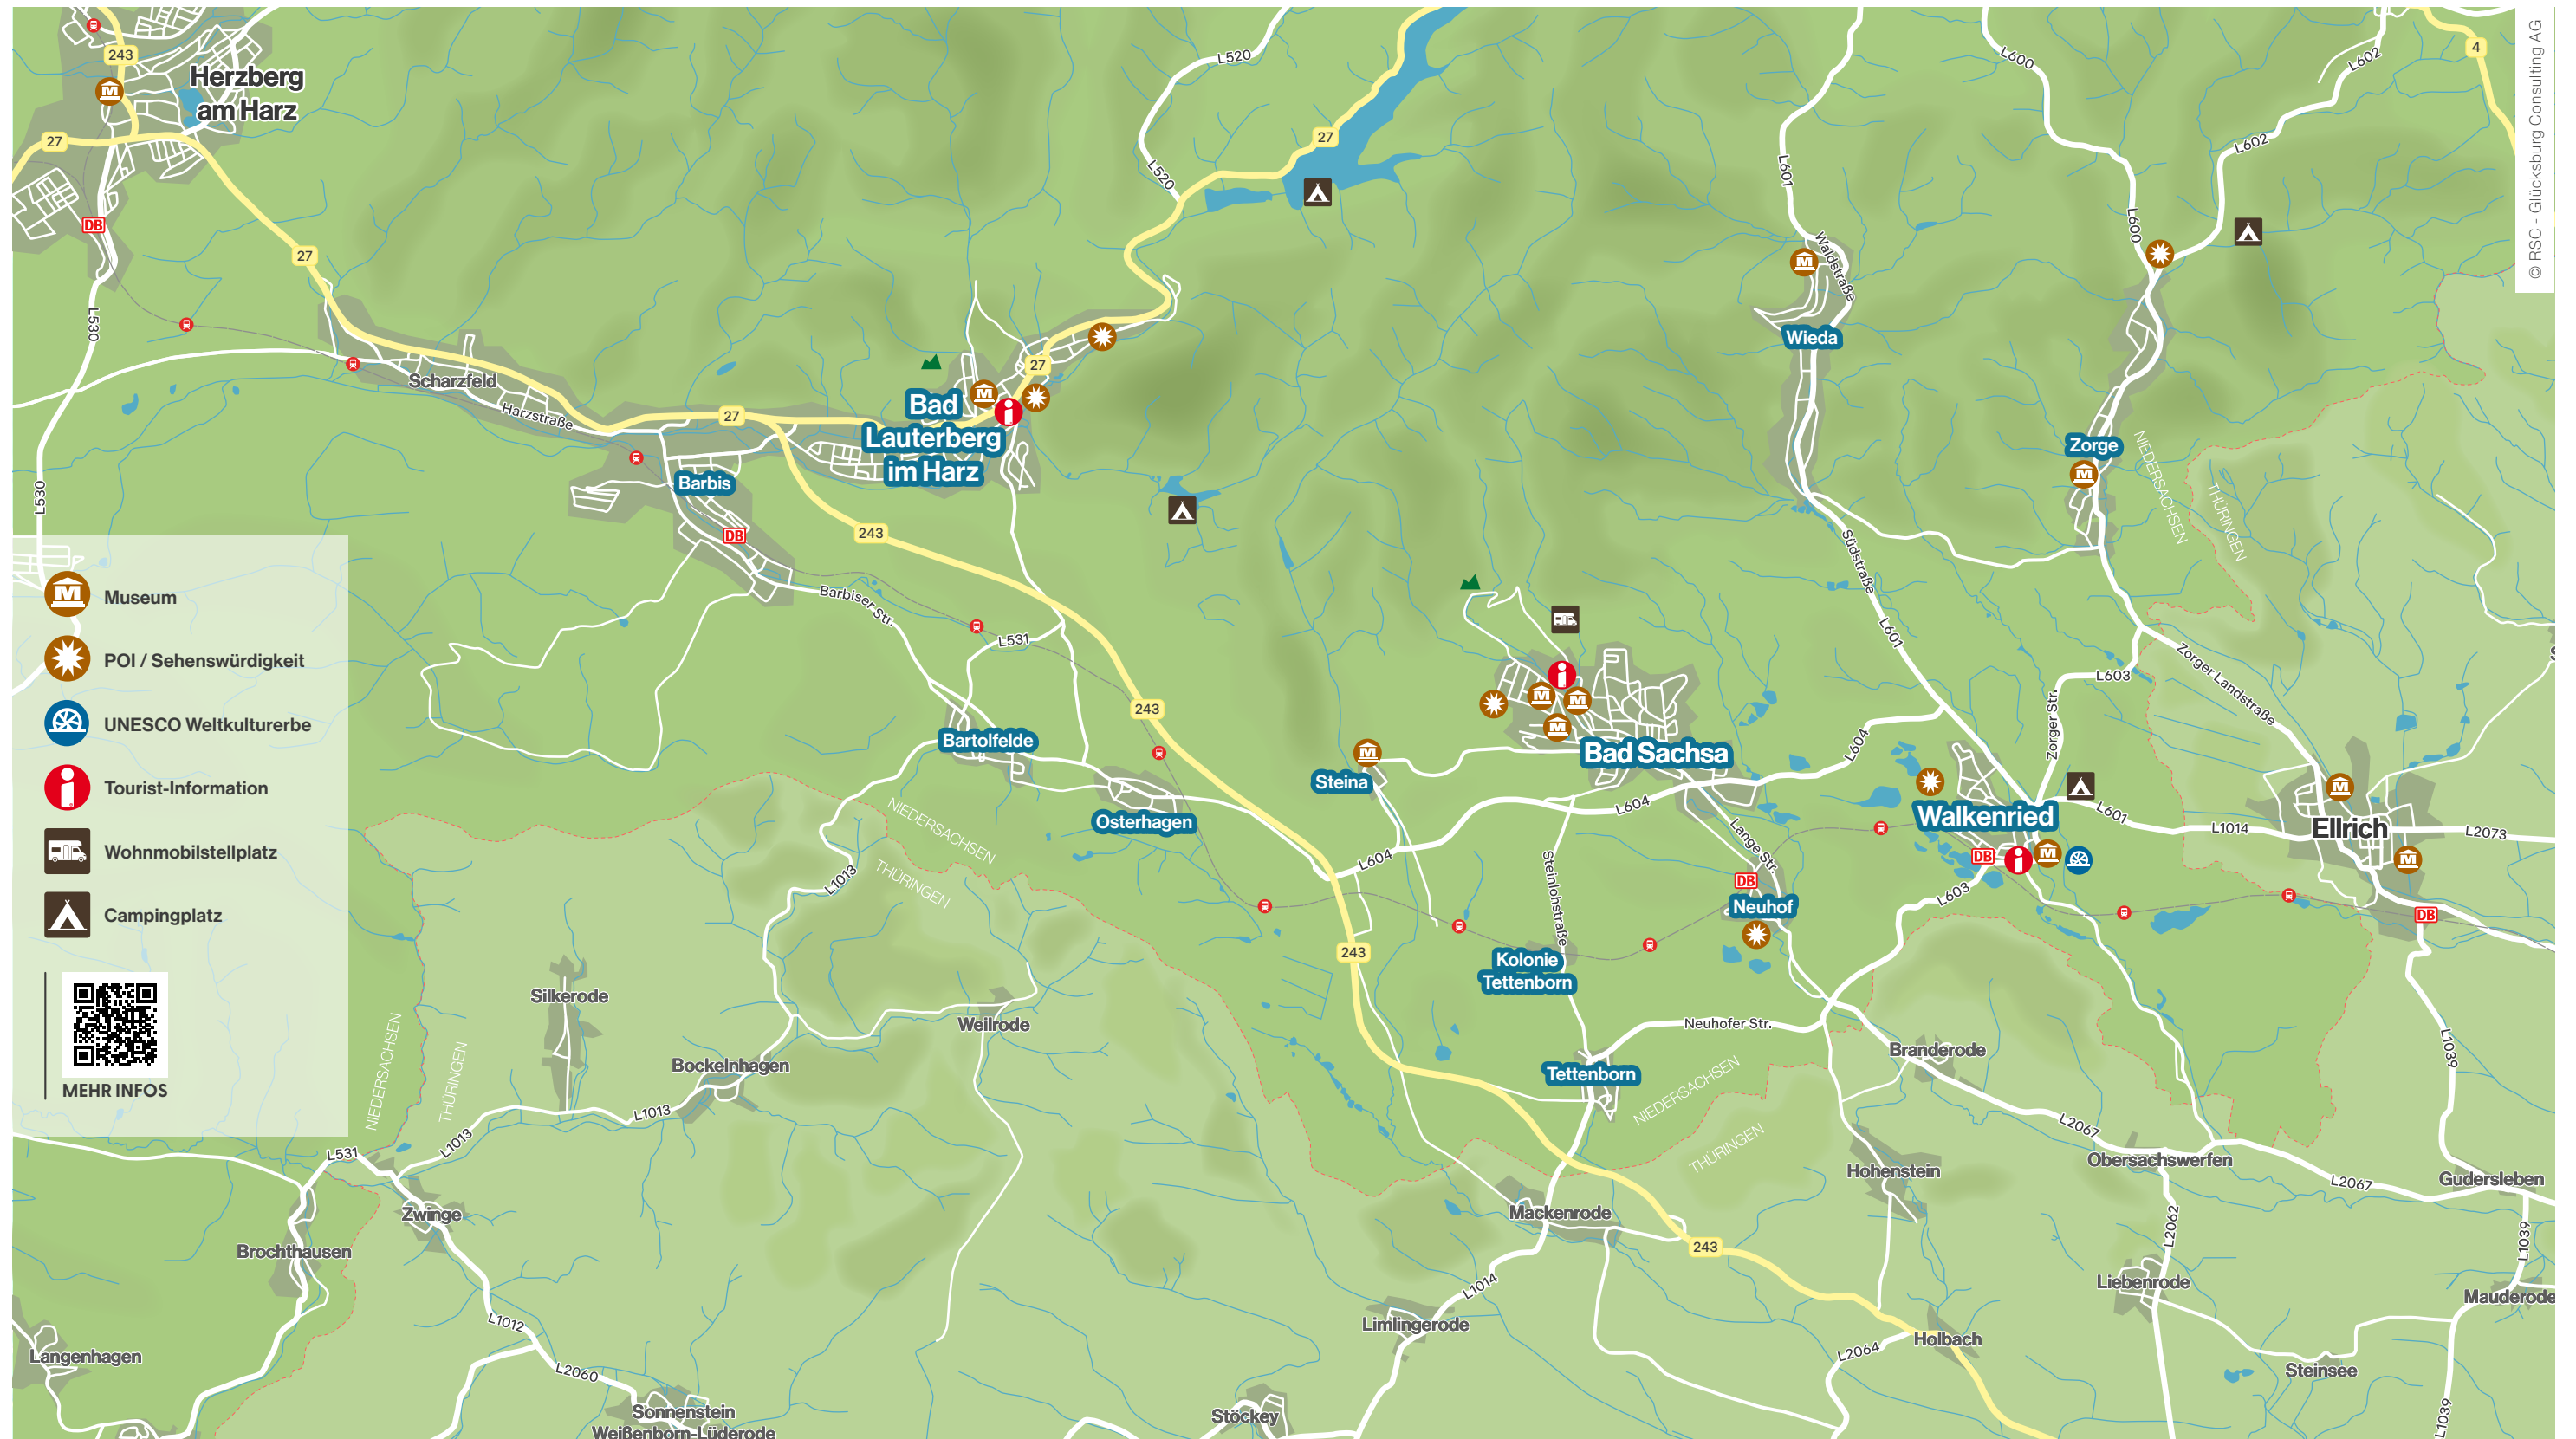 243
Herzberg
am Harz
27
DB
27
L530
L530
L520
L520
27
L601
Waldstraße
L600
L600
L602
L602
4
© RSC - Glücksburg Consulting AG
Scharzfeld
Harzstraße
27
27
Bad
Lauterberg
im Harz
Barbis
DB
243
Barbiser Str.
L531
Wieda
Zorge
NIEDERSACHSEN
THÜRINGEN
Südstraße
L601
L603
Zorger Str.
Zorger Landstraße
Museum
POI / Sehenswürdigkeit
UNESCO Weltkulturerbe
Tourist-Information
Wohnmobilstellplatz
Campingplatz
MEHR INFOS
243
Bartolfelde
Osterhagen
Steina
Bad Sachsa
L604
L604
L604
Walkenried
DB
L601
L1014
Ellrich
L2073
DB
NIEDERSACHSEN
THÜRINGEN
L1013
Lange Str.
Steinlohstraße
DB
Neuhof
L603
243
Kolonie
Tettenborn
Silkerode
Weilrode
Neuhofer Str.
Bockelnhagen
NIEDERSACHSEN
THÜRINGEN
L1013
L1013
L531
Tettenborn
NIEDERSACHSEN
THÜRINGEN
Branderode
L1039
L2067
Obersachswerfen
Hohenstein
L2067
Gudersleben
Zwinge
Mackenrode
Brochthausen
243
L2062
L1039
L1014
Liebenrode
Mauderode
L1012
Limlingerode
Holbach
L2064
Langenhagen
L2060
Steinsee
Sonnenstein
Weißenborn-Lüderode
Stöckey
L1039